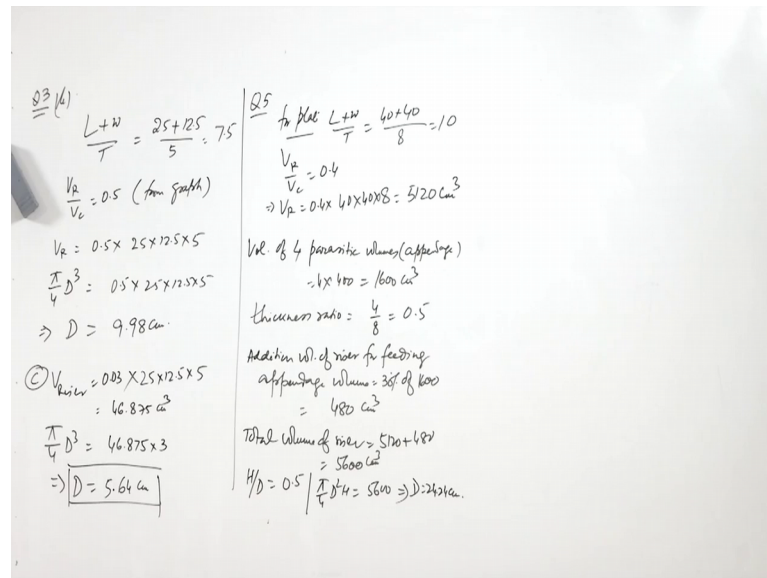 Q3 (b)
L+W / T = 25+12.5 / 5 = 7.5
VR / Vc = 0.5 (from graph)
VR = 0.5 × 25×12.5×5
π/4 D³ = 0.5 × 25×12.5×5
⇒ D = 9.98 cm.
(C) VRiser = 0.03 × 25×12.5×5
= 46.875 cm³
π/4 D³ = 46.875×3
⇒ D = 5.64 cm
Q5
for plate L+W / T = 40+40 / 8 = 10
VR / Vc = 0.4
⇒ VR = 0.4× 40×40×8 = 5120 cm³
Vol. of 4 parasitic volumes (appendage)
= 4× 400 = 1600 cm³
thickness ratio = 4/8 = 0.5
Addition vol. of riser for feeding
appendage volume = 30% of 1600
= 480 cm³
Total volume of riser = 5120+480
= 5600 cm³
H/D = 0.5 | π/4 D²H = 5600 ⇒ D=24.24cm.